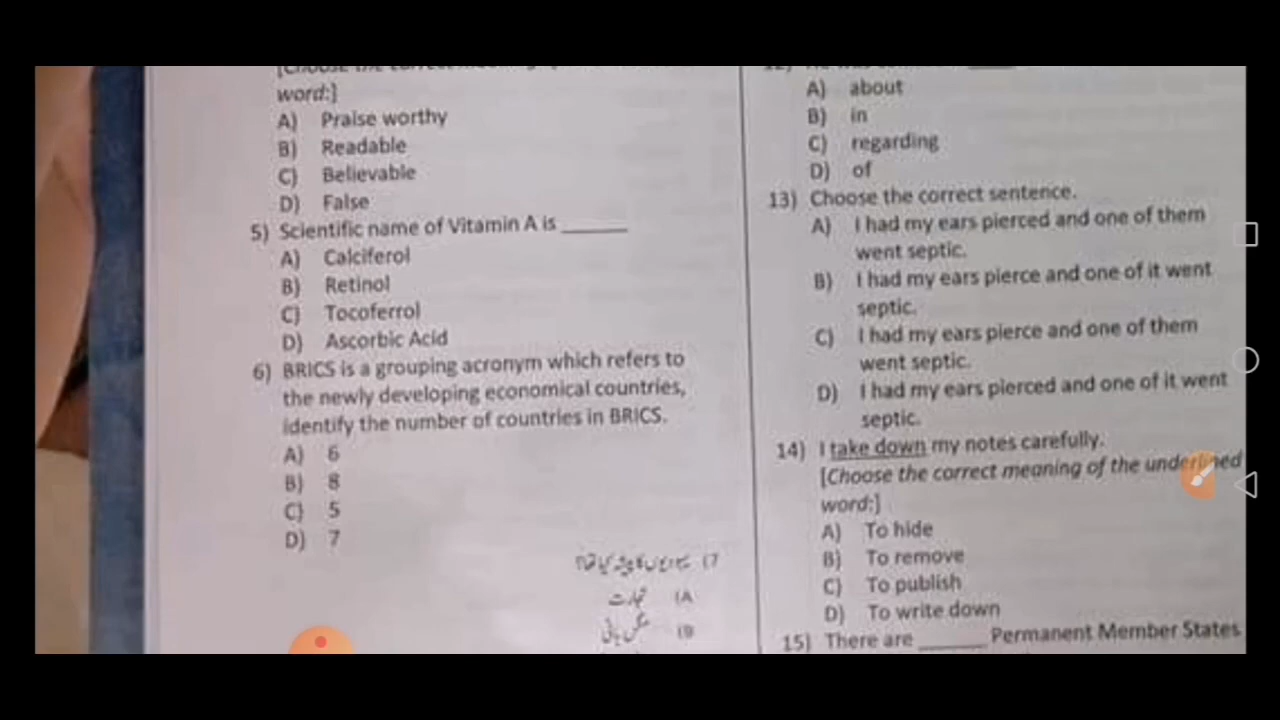 word:]
A) Praise worthy
B) Readable
C) Believable
D) False
5) Scientific name of Vitamin A is ______
A) Calciferol
B) Retinol
C) Tocoferrol
D) Ascorbic Acid
6) BRICS is a grouping acronym which refers to
the newly developing economical countries,
identify the number of countries in BRICS.
A) 6
B) 8
C) 5
D) 7
(7
(A تجارت
(B گلہ بانی
A) about
B) in
C) regarding
D) of
13) Choose the correct sentence.
A) I had my ears pierced and one of them
went septic.
B) I had my ears pierce and one of it went
septic.
C) I had my ears pierce and one of them
went septic.
D) I had my ears pierced and one of it went
septic.
14) I take down my notes carefully.
[Choose the correct meaning of the underlined
word:]
A) To hide
B) To remove
C) To publish
D) To write down
15) There are ______ Permanent Member States